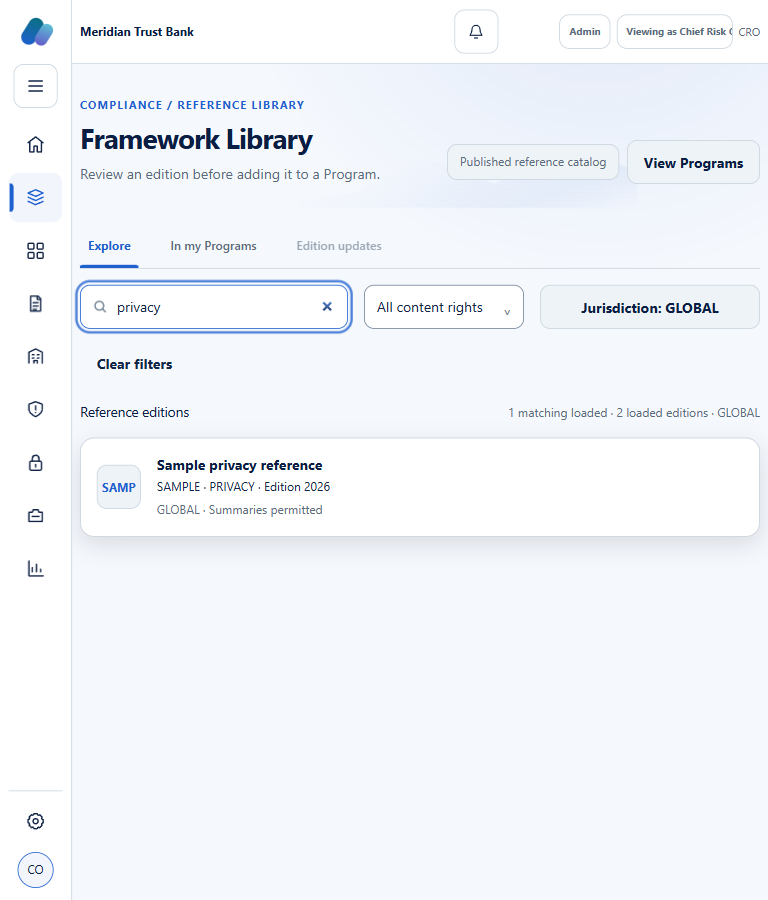 Meridian Trust Bank
Admin
Viewing as Chief Risk
CRO
COMPLIANCE / REFERENCE LIBRARY
Framework Library
Review an edition before adding it to a Program.
Published reference catalog
View Programs
Explore
In my Programs
Edition updates
privacy
All content rights
Jurisdiction: GLOBAL
Clear filters
Reference editions
1 matching loaded · 2 loaded editions · GLOBAL
SAMP
Sample privacy reference
SAMPLE · PRIVACY · Edition 2026
GLOBAL · Summaries permitted
CO